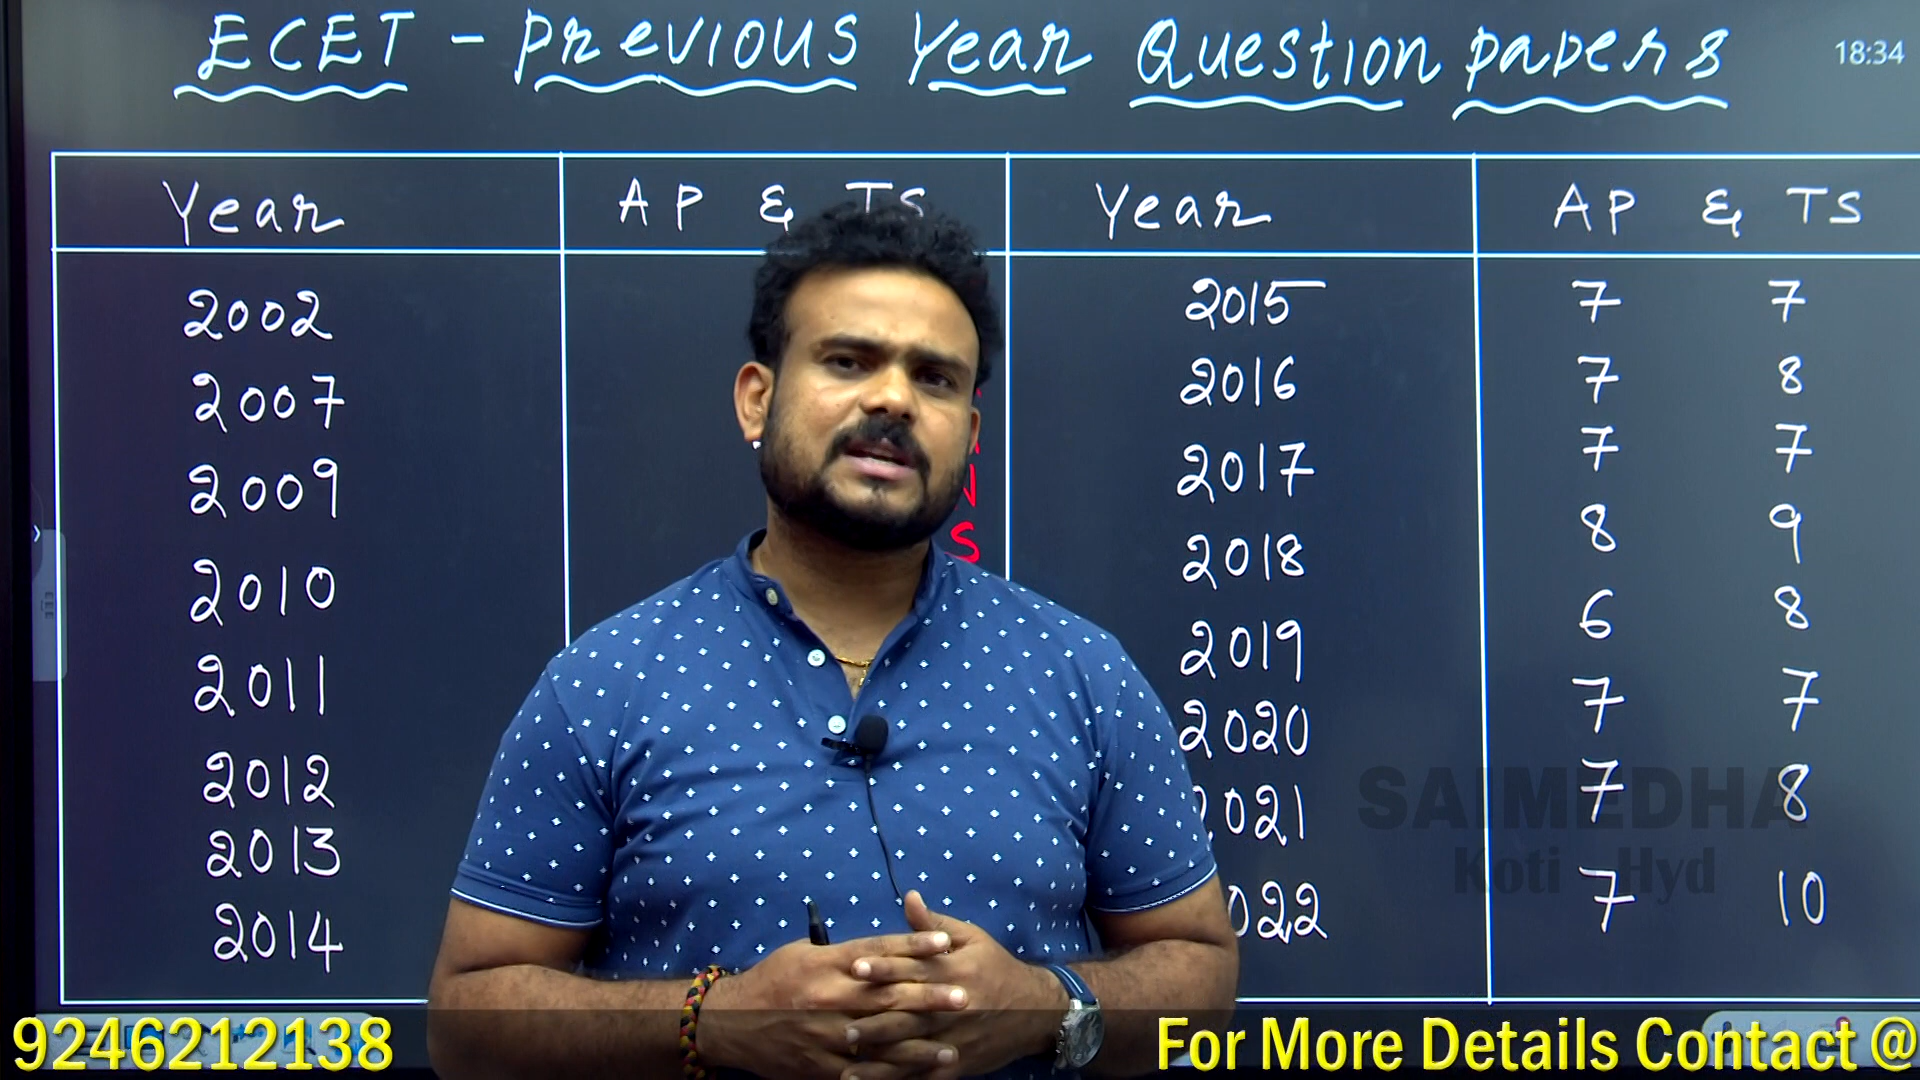 ECET - Previous Year Question papers
18:34
Year AP & TS Year AP & TS
2002 2015 7 7
2007 2016 7 8
2009 2017 7 7
2010 2018 8 9
2011 2019 6 8
2012 2020 7 7
2013 2021 7 8
2014 022 7 10
N
S
SAIMEDHA
Koti Hyd
9246212138 For More Details Contact @